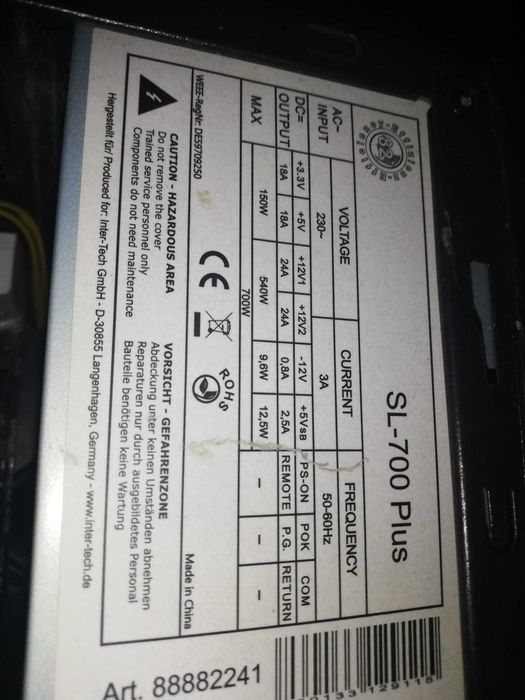 SL-700 Plus
AC~ INPUT VOLTAGE CURRENT FREQUENCY
230~ 3A 50-60Hz
DC= +3.3V +5V +12V1 +12V2 -12V +5VSB PS-ON POK COM
OUTPUT 18A 18A 24A 24A 0,8A 2,5A REMOTE P.G. RETURN
MAX 150W 540W 9,6W 12,5W - - -
700W
WEEE-RegNr. DE59709250
CE
ROHS
Made in China
CAUTION - HAZARDOUS AREA
Do not remove the cover
Trained service personnel only
Components do not need maintenance
VORSICHT - GEFAHRENZONE
Abdeckung unter keinen Umständen abnehmen
Reparaturen nur durch ausgebildetes Personal
Bauteile benötigen keine Wartung
Hergestellt für/ Produced for: Inter-Tech GmbH - D-30855 Langenhagen, Germany - www.inter-tech.de
Art. 88882241
129115